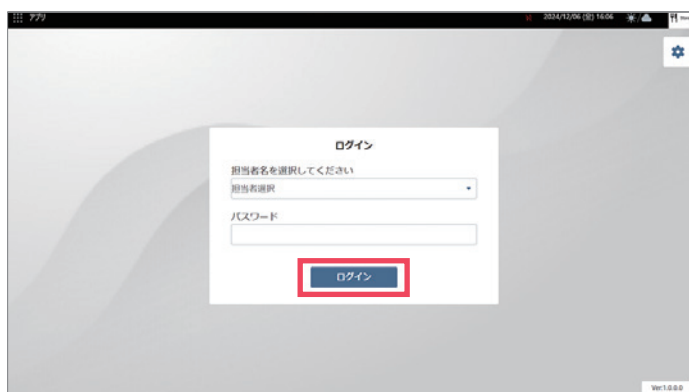 アプリ
2024/12/06 (金) 16:06
ログイン
担当者名を選択してください
担当者選択
パスワード
ログイン
Ver:1.0.0.0